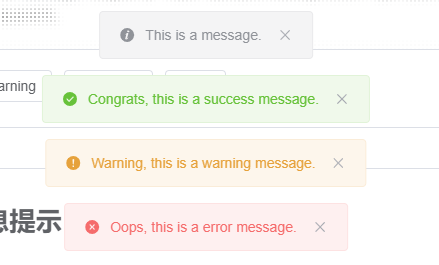 This is a message.
arning
Congrats, this is a success message.
Warning, this is a warning message.
息提示
Oops, this is a error message.